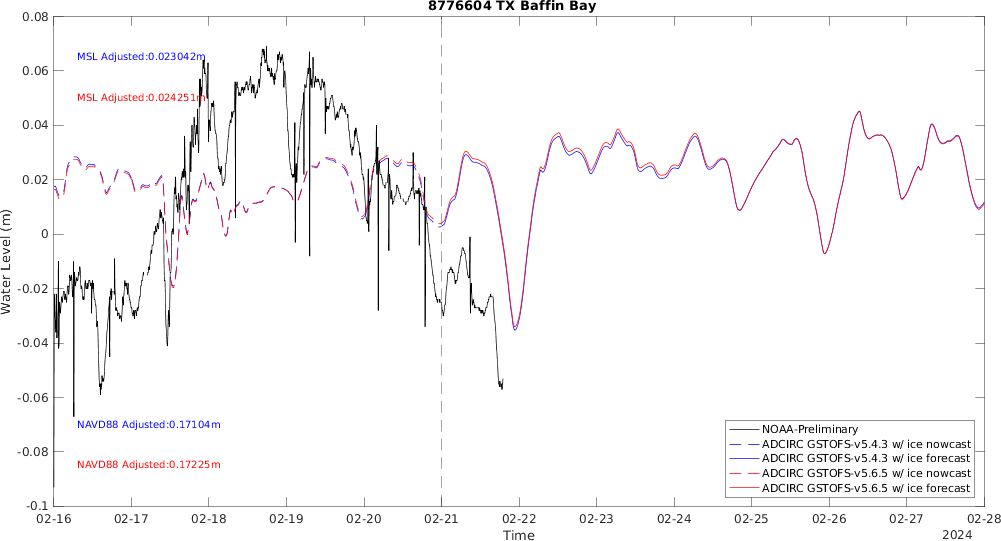 8776604 TX Baffin Bay
0.08
0.06
0.04
0.02
0
-0.02
-0.04
-0.06
-0.08
-0.1
Water Level (m)
MSL Adjusted:0.023042m
MSL Adjusted:0.024251m
NAVD88 Adjusted:0.17104m
NAVD88 Adjusted:0.17225m
NOAA-Preliminary
ADCIRC GSTOFS-v5.4.3 w/ ice nowcast
ADCIRC GSTOFS-v5.4.3 w/ ice forecast
ADCIRC GSTOFS-v5.6.5 w/ ice nowcast
ADCIRC GSTOFS-v5.6.5 w/ ice forecast
02-16 02-17 02-18 02-19 02-20 02-21 02-22 02-23 02-24 02-25 02-26 02-27 02-28
Time
2024